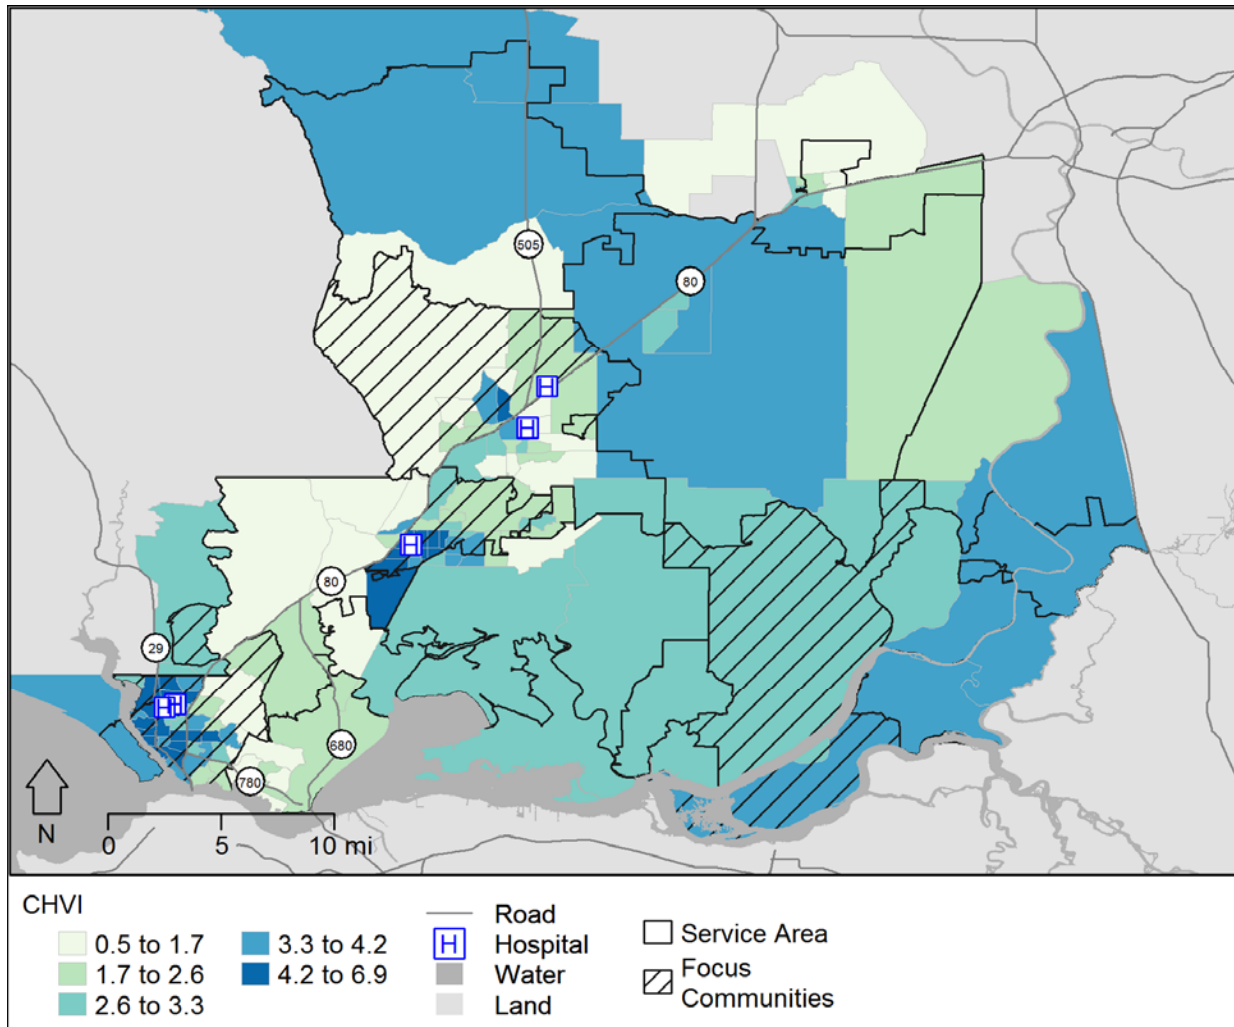 505
80
80
29
680
780
N
0 5 10 mi
CHVI
0.5 to 1.7
1.7 to 2.6
2.6 to 3.3
3.3 to 4.2
4.2 to 6.9
Road
H Hospital
Water
Land
Service Area
Focus
Communities
H
H
H
H
H